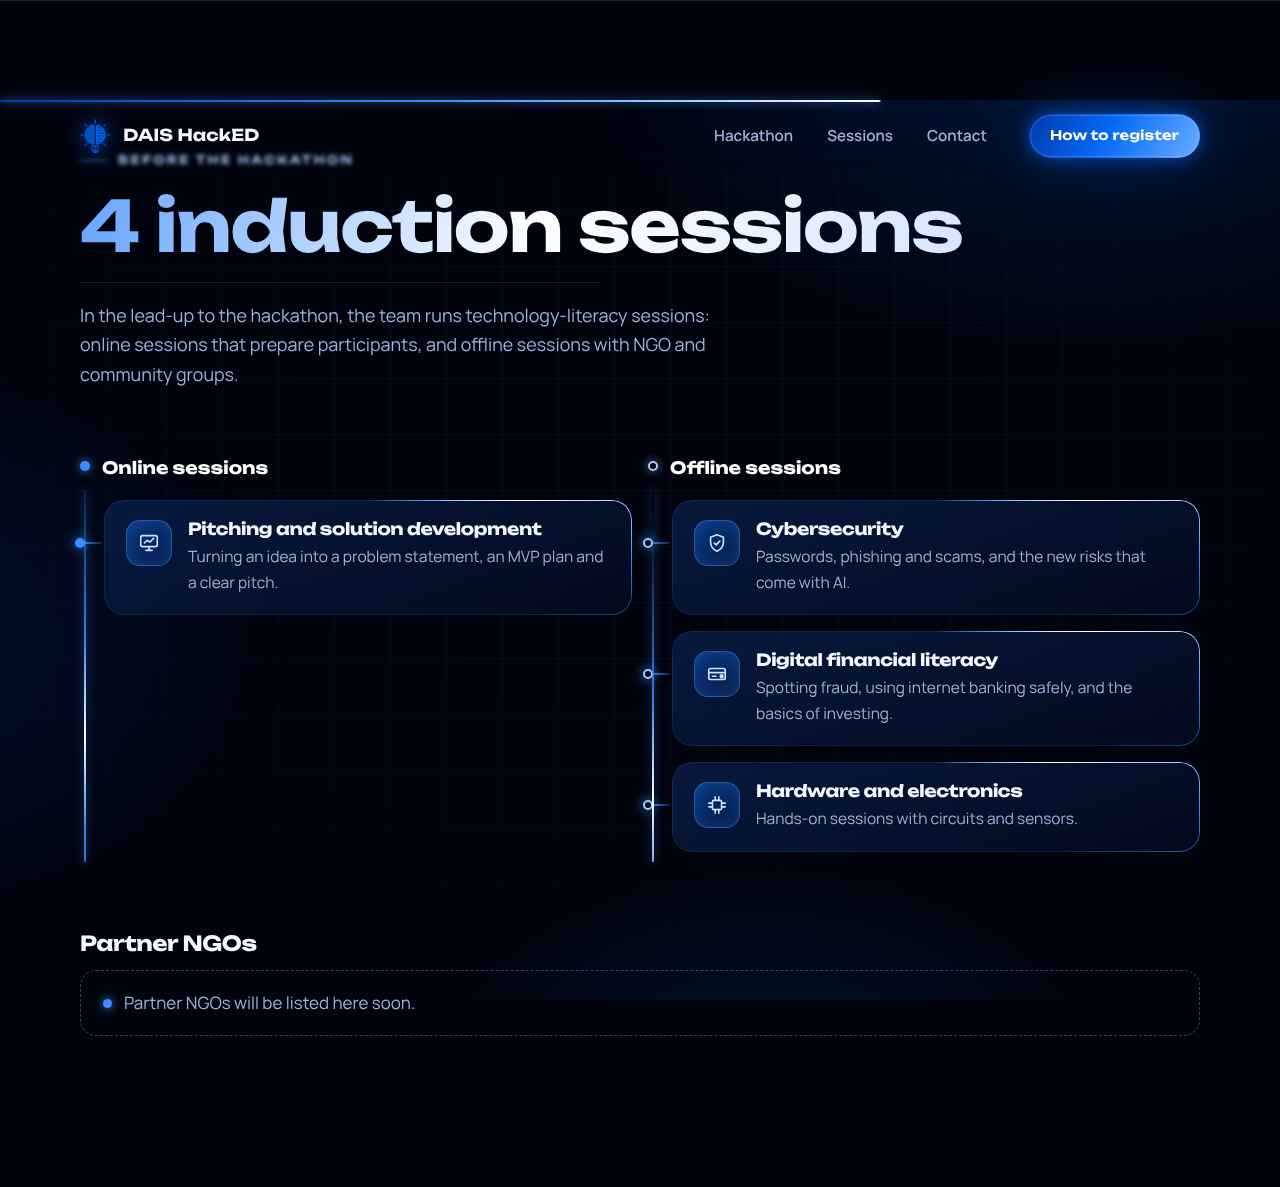 DAIS HackED
Hackathon
Sessions
Contact
How to register
BEFORE THE HACKATHON
4 induction sessions
In the lead-up to the hackathon, the team runs technology-literacy sessions:
online sessions that prepare participants, and offline sessions with NGO and
community groups.
Online sessions
Pitching and solution development
Turning an idea into a problem statement, an MVP plan and
a clear pitch.
Offline sessions
Cybersecurity
Passwords, phishing and scams, and the new risks that
come with AI.
Digital financial literacy
Spotting fraud, using internet banking safely, and the
basics of investing.
Hardware and electronics
Hands-on sessions with circuits and sensors.
Partner NGOs
Partner NGOs will be listed here soon.